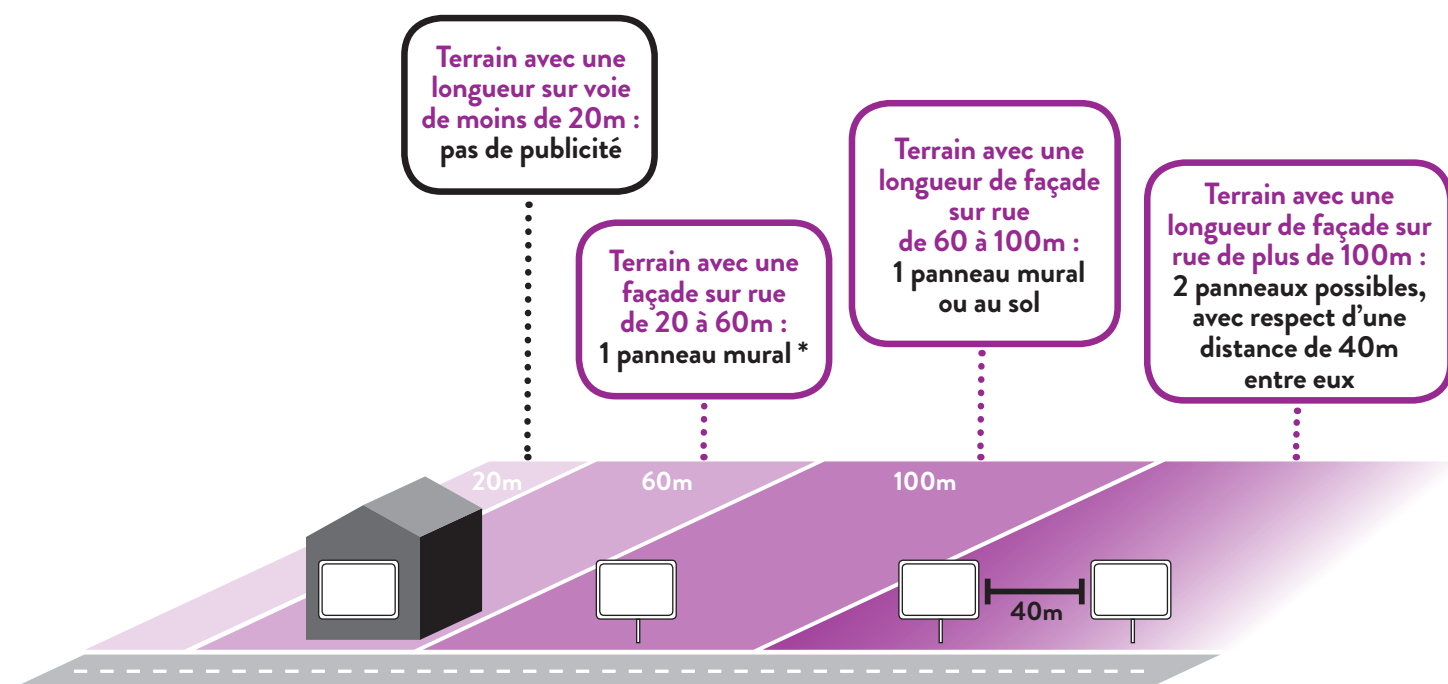 Terrain avec une
longueur sur voie
de moins de 20m :
pas de publicité
Terrain avec une
façade sur rue
de 20 à 60m :
1 panneau mural *
Terrain avec une
longueur de façade
sur rue
de 60 à 100m :
1 panneau mural
ou au sol
Terrain avec une
longueur de façade sur
rue de plus de 100m :
2 panneaux possibles,
avec respect d’une
distance de 40m
entre eux
20m
60m
100m
40m